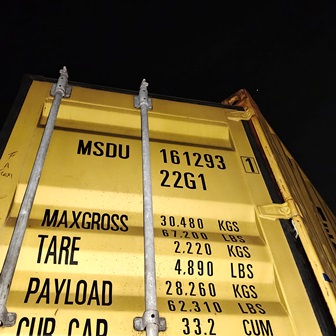 MSDU 161293 1
22G1
MAXGROSS 30.480 KGS
67.200 LBS
TARE 2.220 KGS
4.890 LBS
PAYLOAD 28.260 KGS
62.310 LBS
CUB.CAP. 33.2 CUM